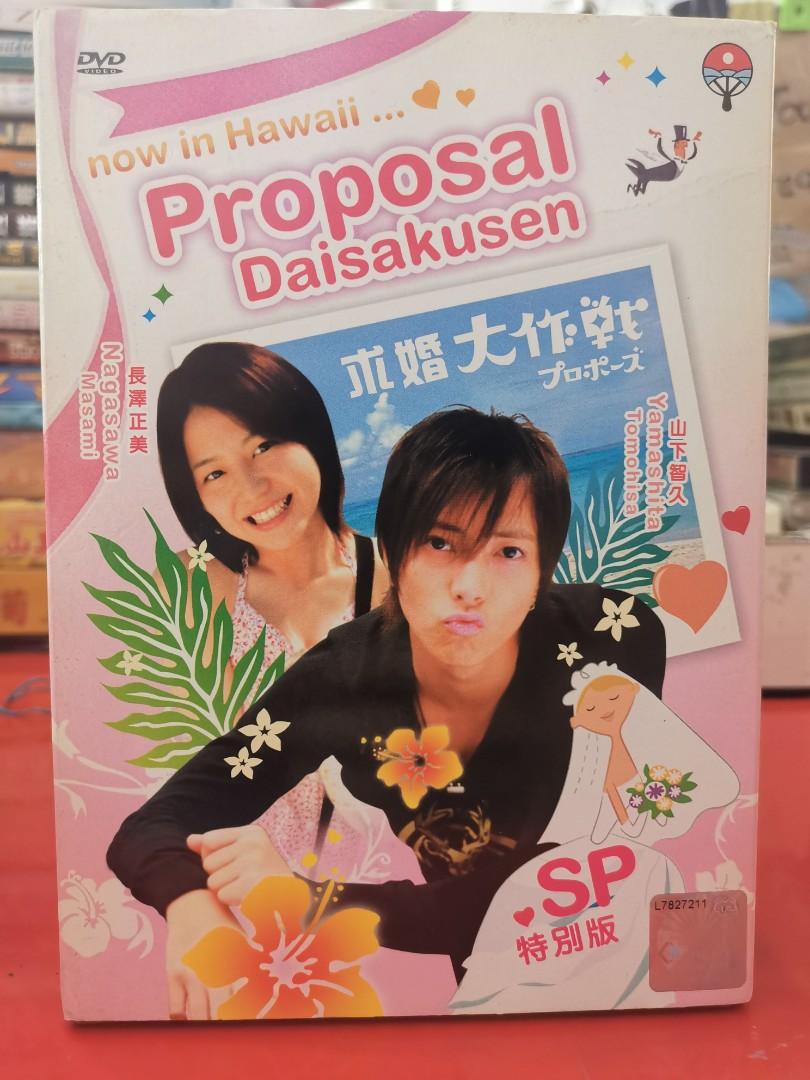 DVD
VIDEO
now in Hawaii ...
Proposal
Daisakusen
求婚大作戦
プロポーズ
長澤正美
Nagasawa
Masami
山下智久
Yamashita
Tomohisa
SP
特別版
L7827211